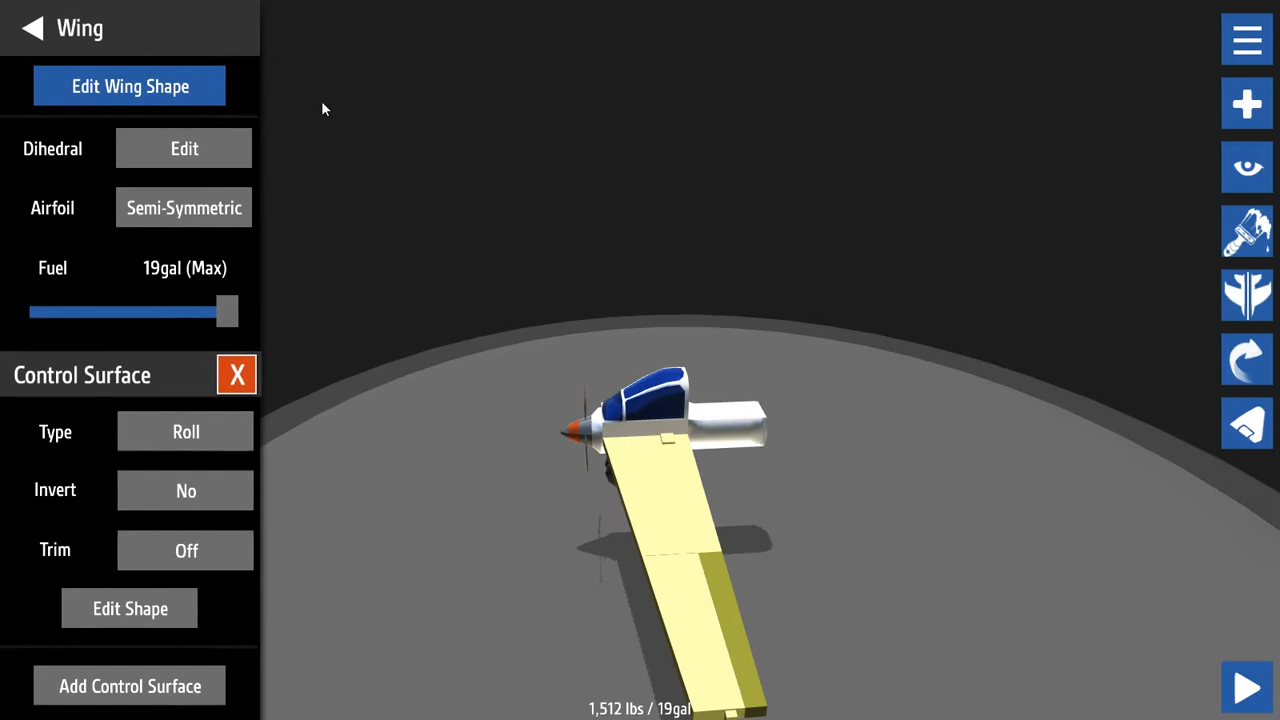 Wing
Edit Wing Shape
Dihedral Edit
Airfoil Semi-Symmetric
Fuel 19gal (Max)
Control Surface X
Type Roll
Invert No
Trim Off
Edit Shape
Add Control Surface
1,512 lbs / 19gal